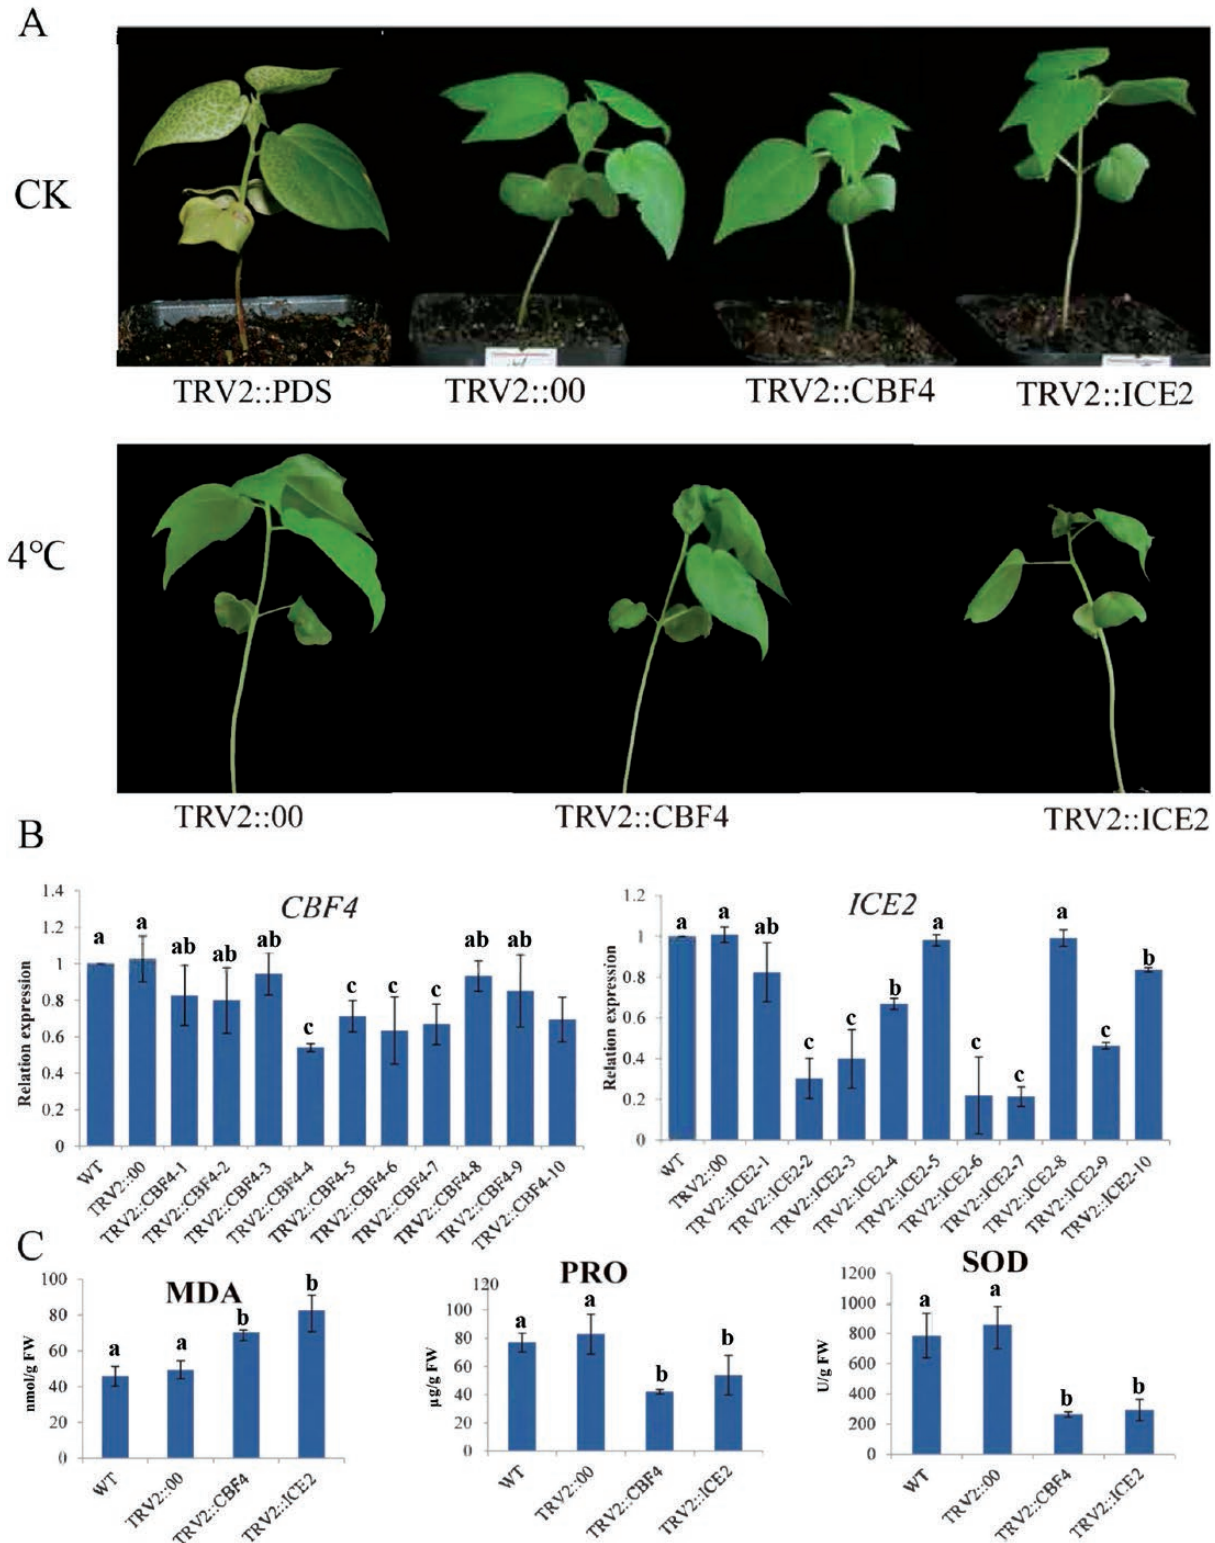 A
CK
TRV2::PDS
TRV2::00
TRV2::CBF4
TRV2::ICE2
4℃
TRV2::00
TRV2::CBF4
TRV2::ICE2
B
CBF4
Relation expression
1.4
1.2
1
0.8
0.6
0.4
0.2
0
a
a
ab
ab
ab
c
c
c
c
ab
ab
WT
TRV2::00
TRV2::CBF4-1
TRV2::CBF4-2
TRV2::CBF4-3
TRV2::CBF4-4
TRV2::CBF4-5
TRV2::CBF4-6
TRV2::CBF4-7
TRV2::CBF4-8
TRV2::CBF4-9
TRV2::CBF4-10
ICE2
Relation expression
1.2
1
0.8
0.6
0.4
0.2
0
a
a
ab
c
c
b
a
c
c
a
c
b
WT
TRV2::00
TRV2::ICE2-1
TRV2::ICE2-2
TRV2::ICE2-3
TRV2::ICE2-4
TRV2::ICE2-5
TRV2::ICE2-6
TRV2::ICE2-7
TRV2::ICE2-8
TRV2::ICE2-9
TRV2::ICE2-10
C
MDA
nmol/g FW
100
80
60
40
20
0
a
a
b
b
WT
TRV2::00
TRV2::CBF4
TRV2::ICE2
PRO
µg/g FW
120
100
80
60
40
20
0
a
a
b
b
WT
TRV2::00
TRV2::CBF4
TRV2::ICE2
SOD
U/g FW
1200
1000
800
600
400
200
0
a
a
b
b
WT
TRV2::00
TRV2::CBF4
TRV2::ICE2